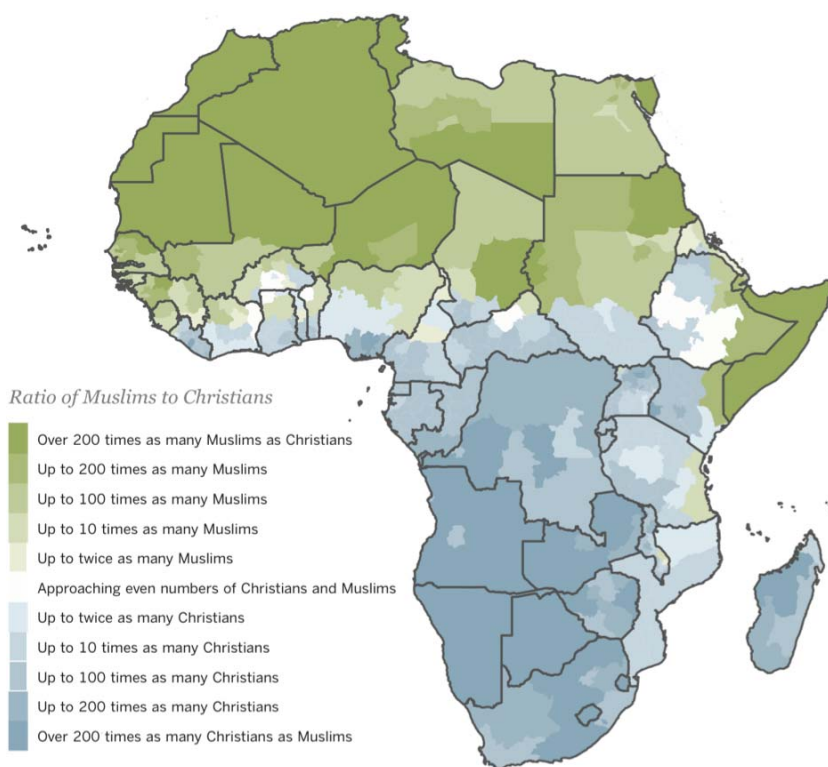 Ratio of Muslims to Christians
Over 200 times as many Muslims as Christians
Up to 200 times as many Muslims
Up to 100 times as many Muslims
Up to 10 times as many Muslims
Up to twice as many Muslims
Approaching even numbers of Christians and Muslims
Up to twice as many Christians
Up to 10 times as many Christians
Up to 100 times as many Christians
Up to 200 times as many Christians
Over 200 times as many Christians as Muslims